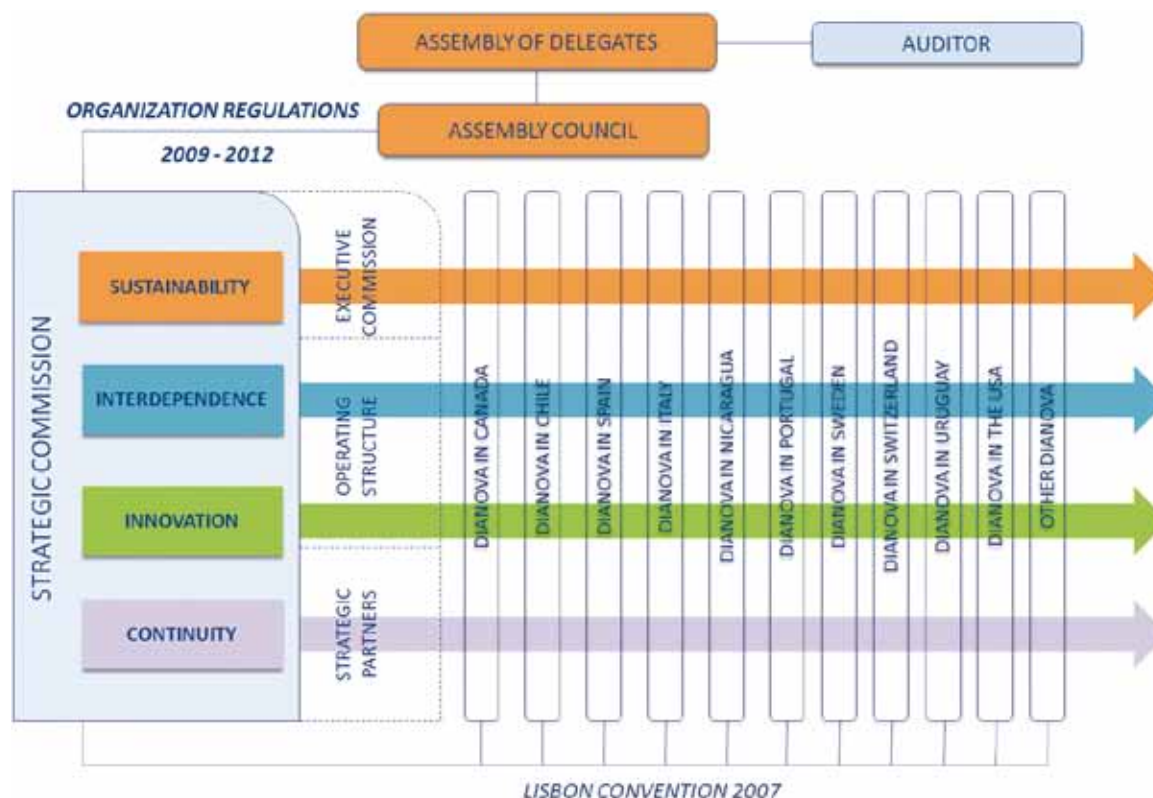 ASSEMBLY OF DELEGATES
AUDITOR
ORGANIZATION REGULATIONS
2009 - 2012
ASSEMBLY COUNCIL
STRATEGIC COMMISSION
SUSTAINABILITY
INTERDEPENDENCE
INNOVATION
CONTINUITY
EXECUTIVE
COMMISSION
OPERATING
STRUCTURE
STRATEGIC
PARTNERS
DIANOVA IN CANADA
DIANOVA IN CHILE
DIANOVA IN SPAIN
DIANOVA IN ITALY
DIANOVA IN NICARAGUA
DIANOVA IN PORTUGAL
DIANOVA IN SWEDEN
DIANOVA IN SWITZERLAND
DIANOVA IN URUGUAY
DIANOVA IN THE USA
OTHER DIANOVA
LISBON CONVENTION 2007